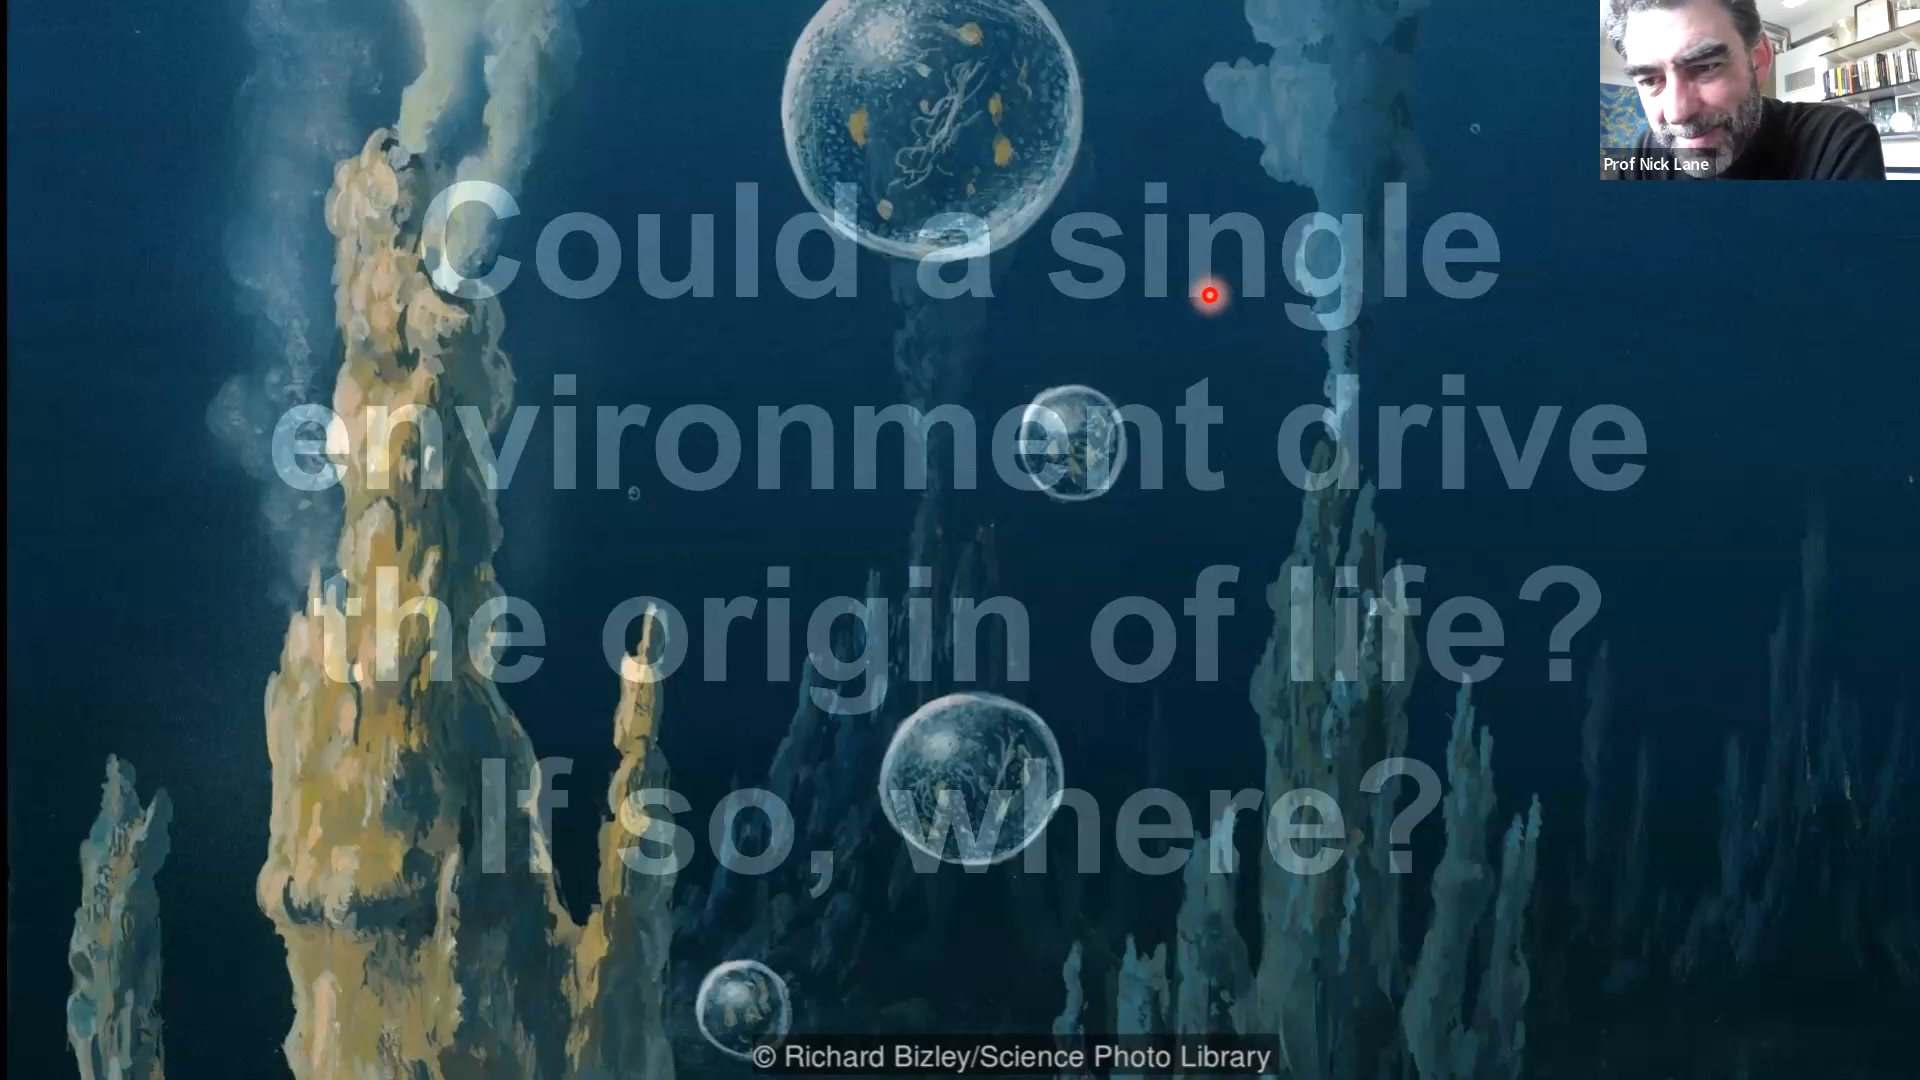 Prof Nick Lane
Could a single
environment drive
the origin of life?
If so, where?
© Richard Bizley/Science Photo Library